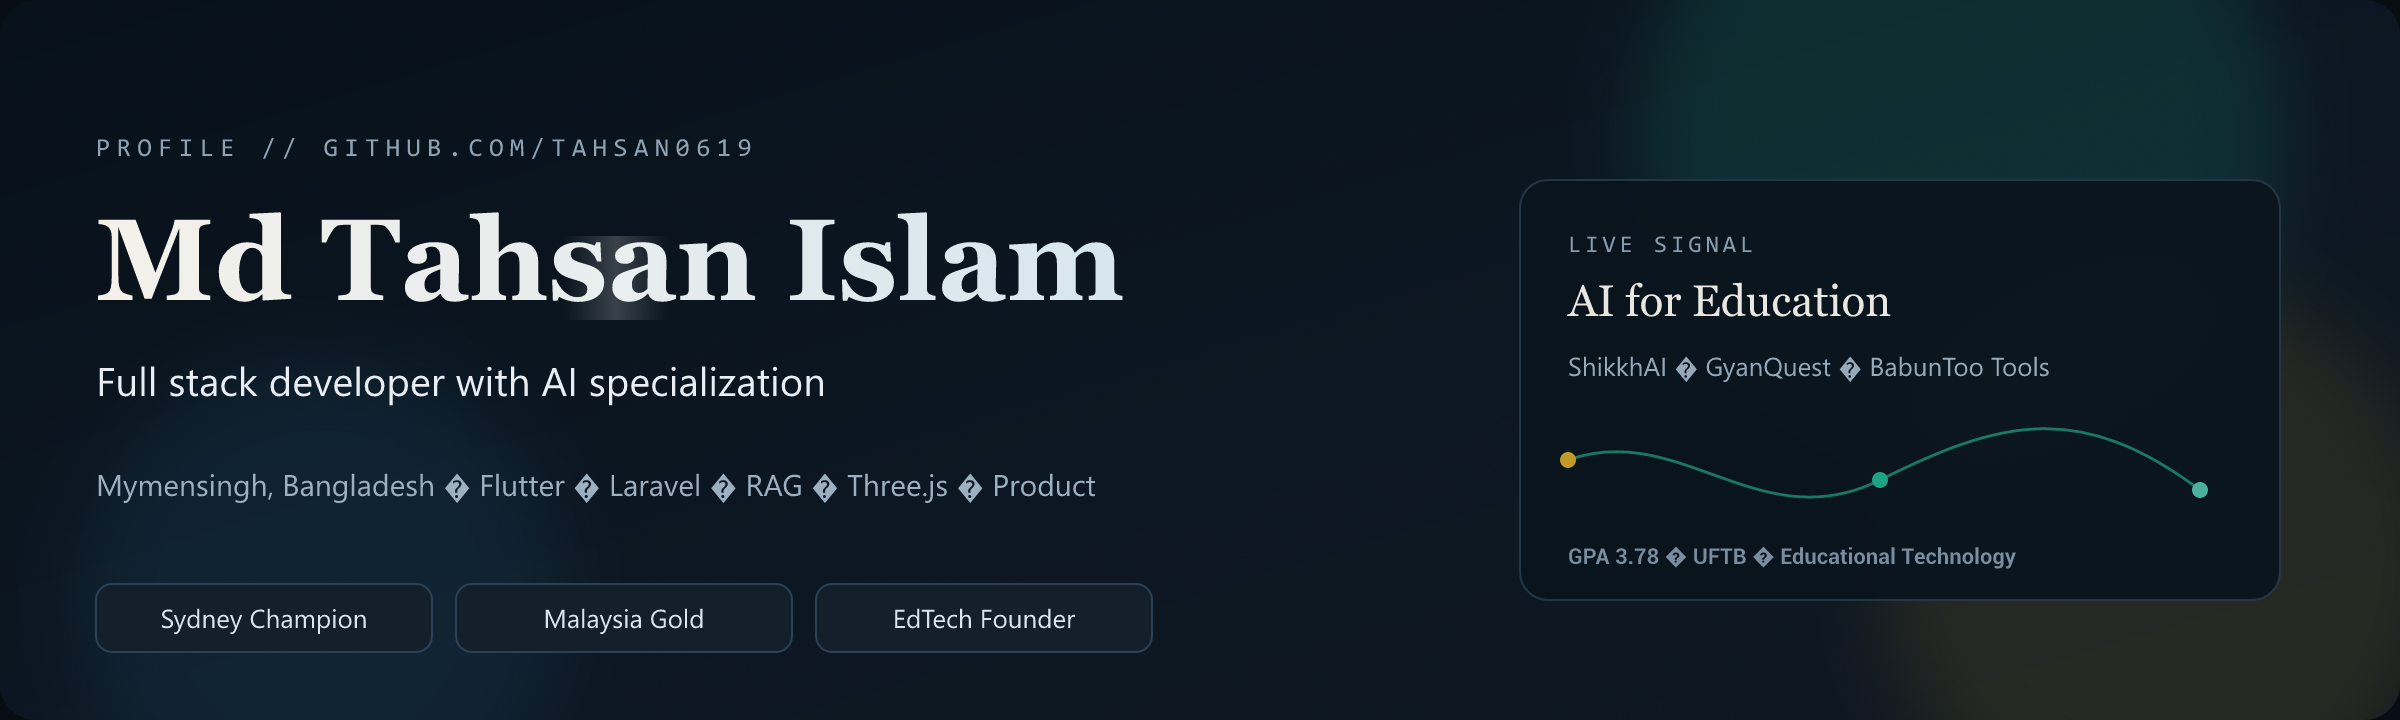 PROFILE // GITHUB.COM/TAHSAN0619
Md Tahsan Islam
Full stack developer with AI specialization
Mymensingh, Bangladesh � Flutter � Laravel � RAG � Three.js � Product
Sydney Champion
Malaysia Gold
EdTech Founder
LIVE SIGNAL
AI for Education
ShikkhAI � GyanQuest � BabunToo Tools
GPA 3.78 � UFTB � Educational Technology